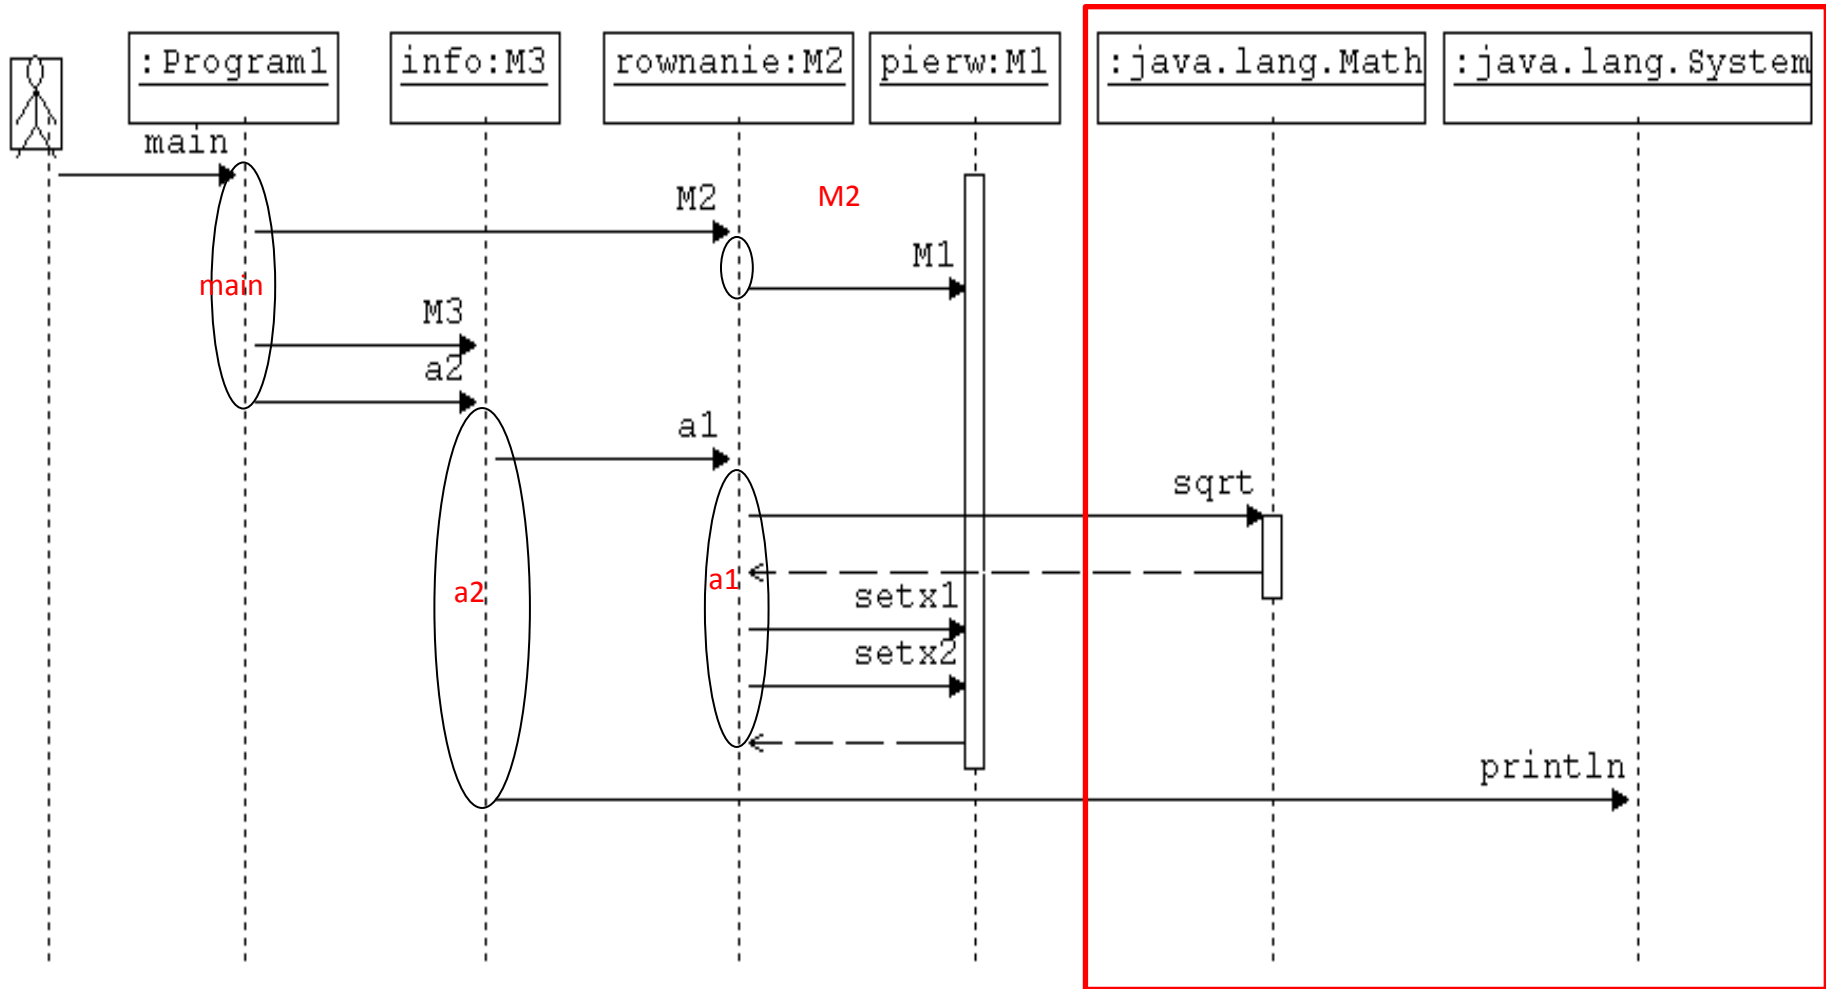 :Program1
info:M3
rownanie:M2
pierw:M1
:java.lang.Math
:java.lang.System
main
M2
M2
M1
main
M3
a2
a1
sqrt
a2
a1
setx1
setx2
println